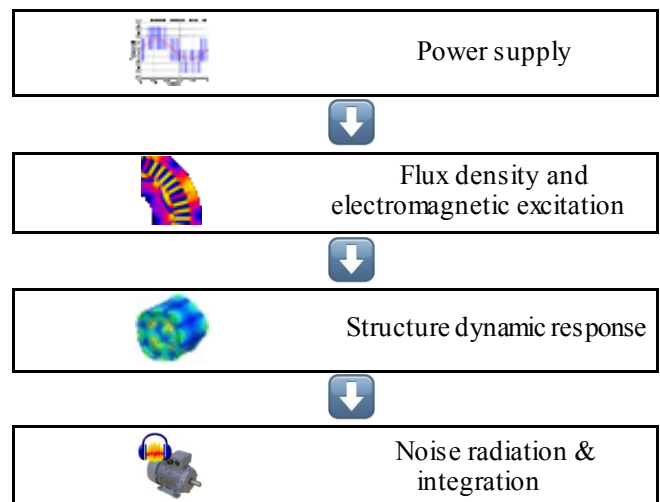 Power supply
Flux density and
electromagnetic excitation
Structure dynamic response
Noise radiation &
integration